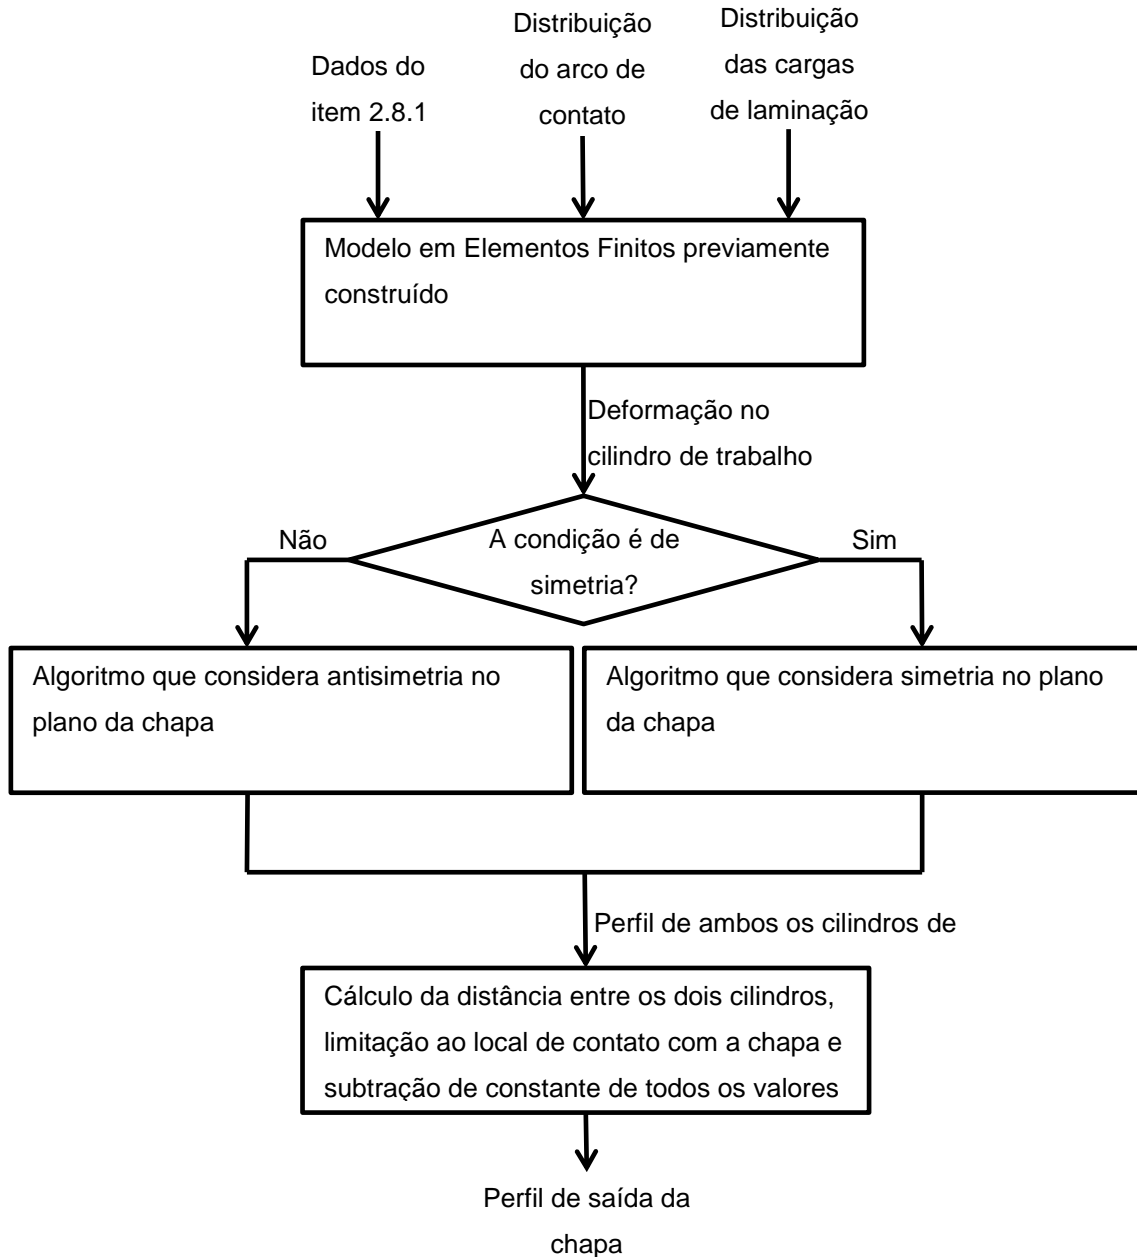 Dados do
item 2.8.1
Distribuição
do arco de
contato
Distribuição
das cargas
de laminação
Modelo em Elementos Finitos previamente
construído
Deformação no
cilindro de trabalho
Não
A condição é de
simetria?
Sim
Algoritmo que considera antisimetria no
plano da chapa
Algoritmo que considera simetria no plano
da chapa
Perfil de ambos os cilindros de
Cálculo da distância entre os dois cilindros,
limitação ao local de contato com a chapa e
subtração de constante de todos os valores
Perfil de saída da
chapa